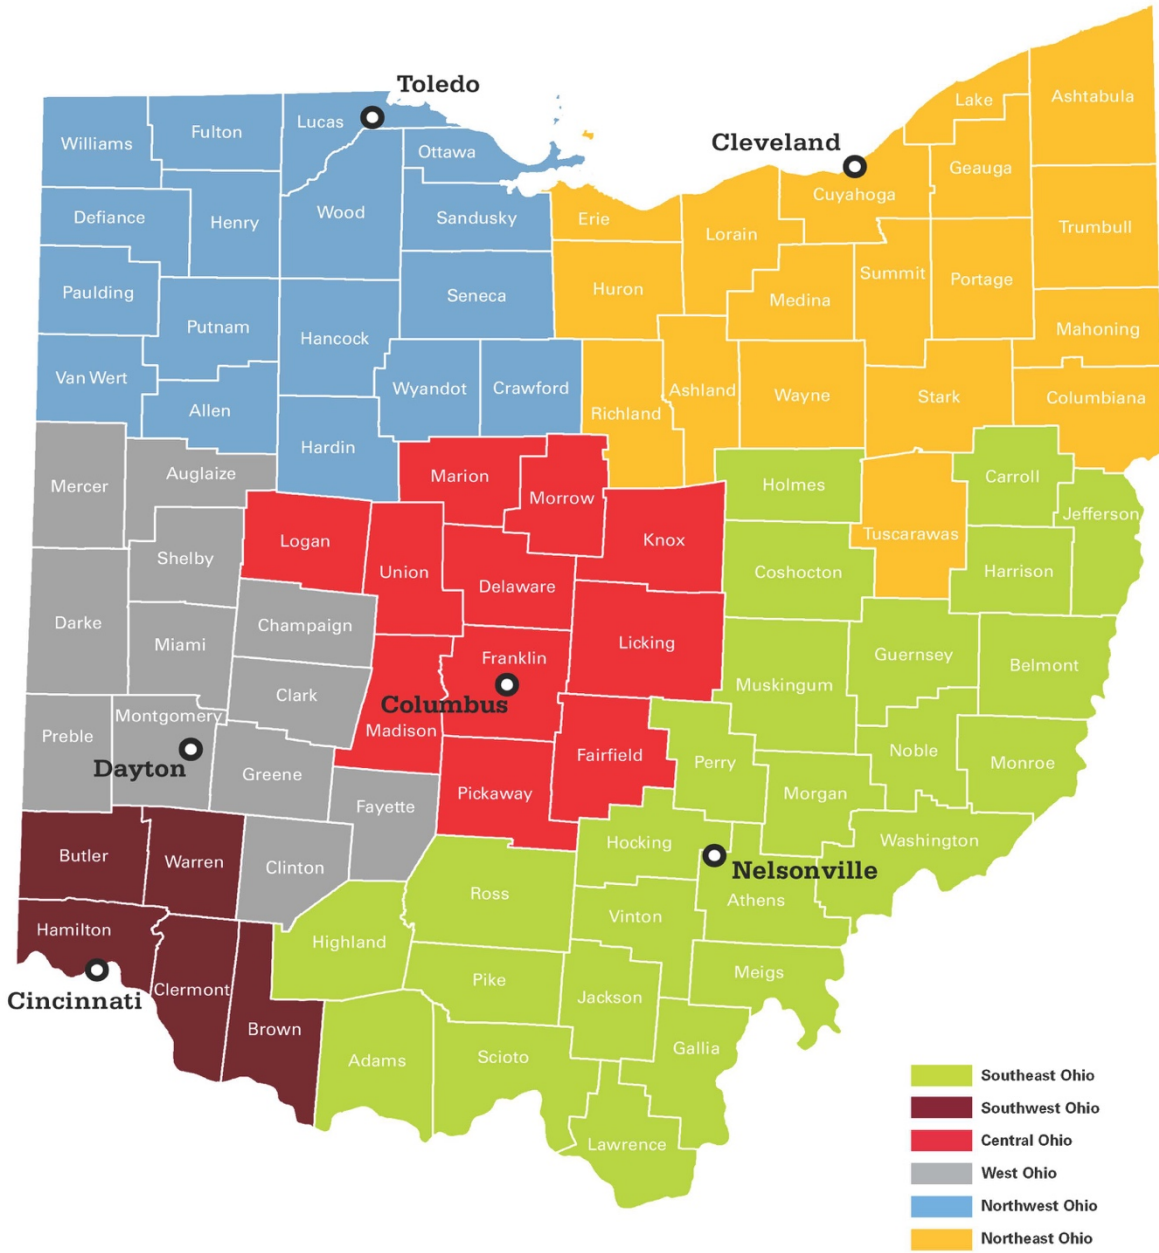 Toledo
Lake
Ashtabula
Lucas
Fulton
Williams
Cleveland
Ottawa
Geauga
Cuyahoga
Wood
Sandusky
Defiance
Henry
Erie
Lorain
Trumbull
Summit
Portage
Huron
Paulding
Seneca
Medina
Putnam
Mahoning
Hancock
Van Wert
Wyandot
Crawford
Ashland
Wayne
Stark
Columbiana
Allen
Richland
Hardin
Auglaize
Marion
Carroll
Mercer
Holmes
Morrow
Jefferson
Tuscarawas
Logan
Knox
Shelby
Union
Coshocton
Harrison
Delaware
Darke
Champaign
Miami
Licking
Guernsey
Franklin
Belmont
Clark
Muskingum
Columbus
Montgomery
Madison
Preble
Fairfield
Noble
Perry
Monroe
Dayton
Greene
Pickaway
Morgan
Fayette
Washington
Hocking
Butler
Warren
Clinton
Nelsonville
Ross
Athens
Vinton
Hamilton
Highland
Meigs
Pike
Clermont
Jackson
Cincinnati
Brown
Gallia
Scioto
Adams
Lawrence
Southeast Ohio
Southwest Ohio
Central Ohio
West Ohio
Northwest Ohio
Northeast Ohio